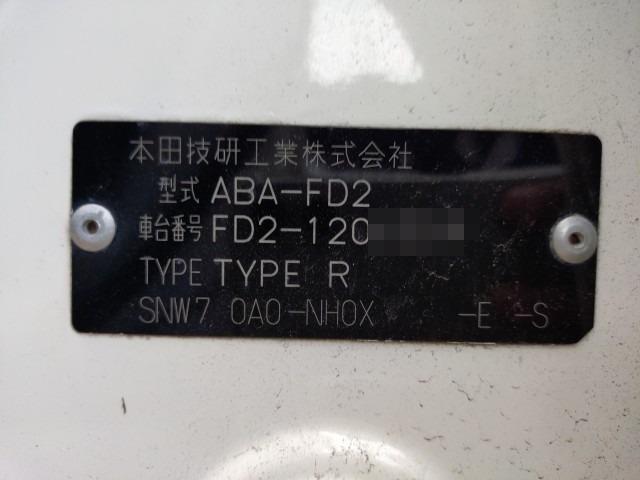 本田技研工業株式会社
型式 ABA-FD2
車台番号 FD2-120
TYPE TYPE R
SNW7 0A0-NH0X -E -S